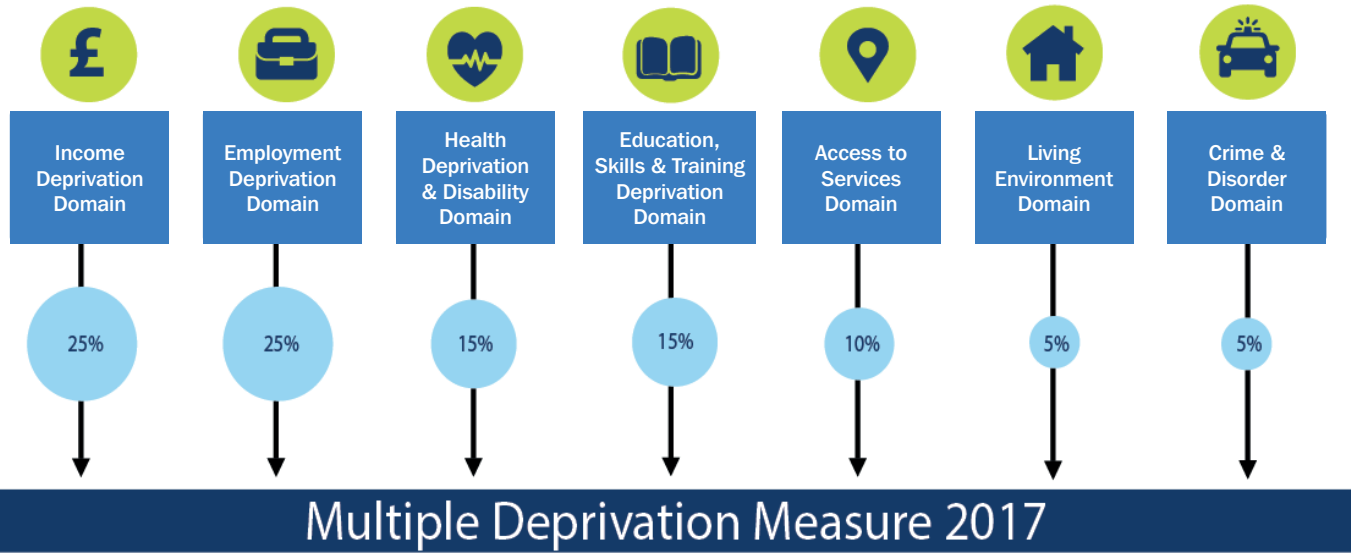 £
Income
Deprivation
Domain
Employment
Deprivation
Domain
Health
Deprivation
& Disability
Domain
Education,
Skills & Training
Deprivation
Domain
Access to
Services
Domain
Living
Environment
Domain
Crime &
Disorder
Domain
25%
25%
15%
15%
10%
5%
5%
Multiple Deprivation Measure 2017